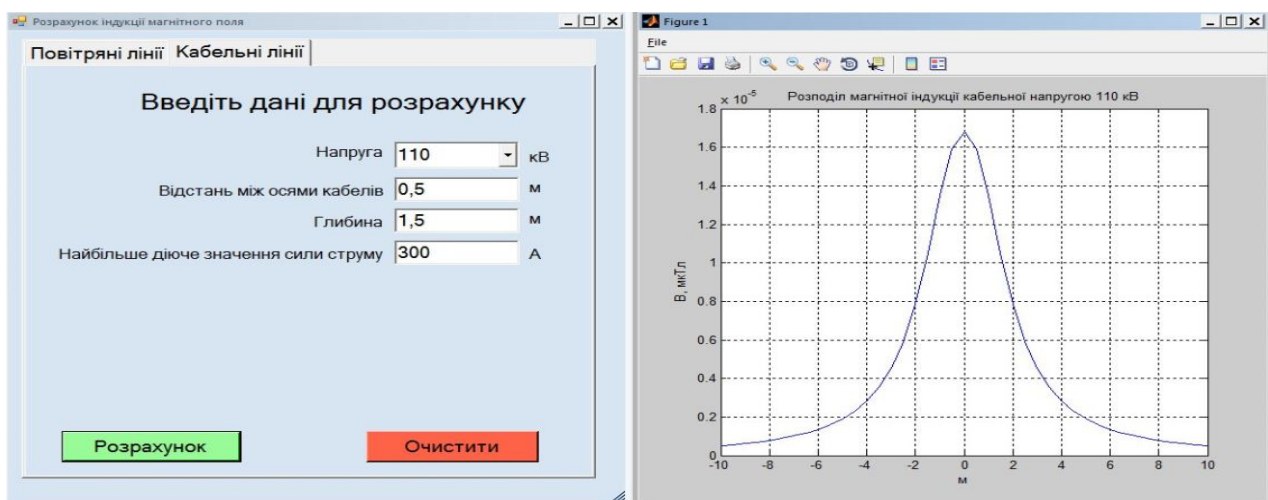 Розрахунок індукції магнітного поля
Повітряні лінії Кабельні лінії
Введіть дані для розрахунку
Напруга 110 кВ
Відстань між осями кабелів 0,5 м
Глибина 1,5 м
Найбільше діюче значення сили струму 300 А
Розрахунок Очистити
Figure 1
File
× 10⁻⁵ Розподіл магнітної індукції кабельної напругою 110 кВ
1.8
1.6
1.4
1.2
1
0.8
0.6
0.4
0.2
0
В, мкТл
-10 -8 -6 -4 -2 0 2 4 6 8 10
м